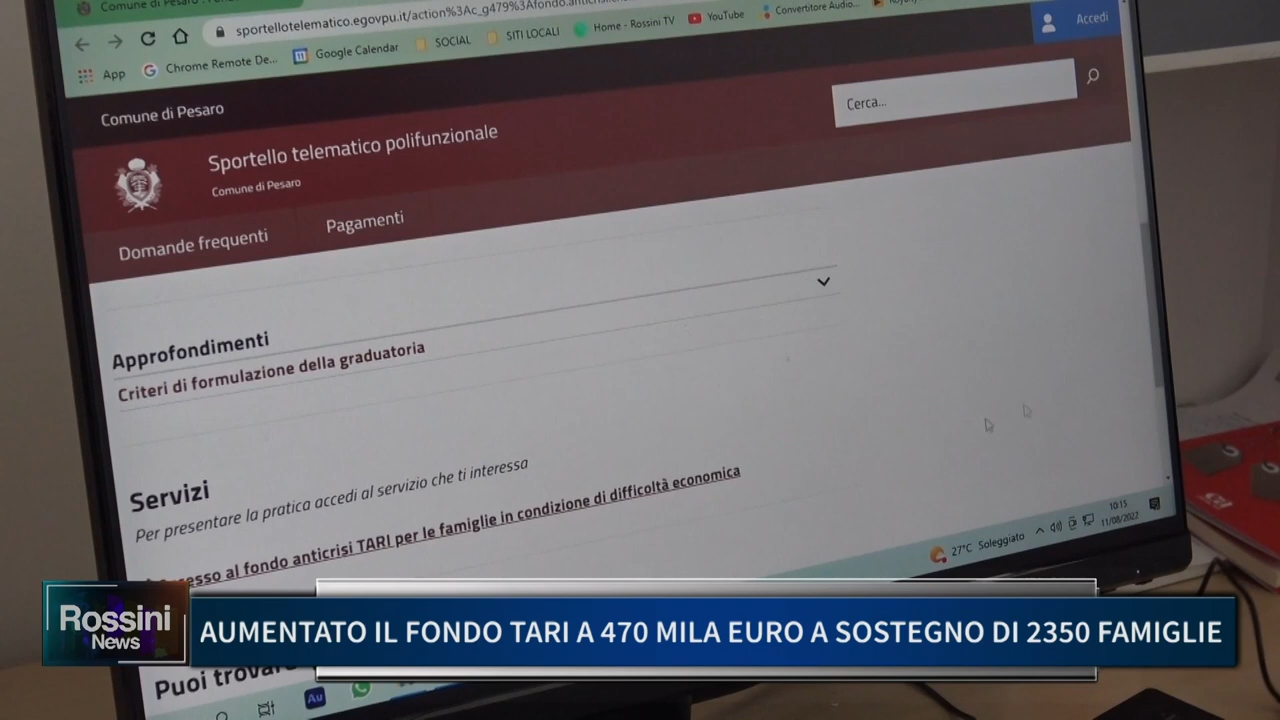 Comune di Pesaro
sportellotelematico.egovpu.it/action%3Ac_g479%3Afondo.anticrisi
App Chrome Remote De... Google Calendar SOCIAL SITI LOCALI Home - Rossini TV YouTube Convertitore Audio...
Accedi
Comune di Pesaro
Cerca...
Sportello telematico polifunzionale
Comune di Pesaro
Domande frequenti Pagamenti
Approfondimenti
Criteri di formulazione della graduatoria
Servizi
Per presentare la pratica accedi al servizio che ti interessa
al fondo anticrisi TARI per le famiglie in condizione di difficoltà economica
27°C Soleggiato
10:15
11/08/2022
Rossini
News
AUMENTATO IL FONDO TARI A 470 MILA EURO A SOSTEGNO DI 2350 FAMIGLIE
Puoi
Au